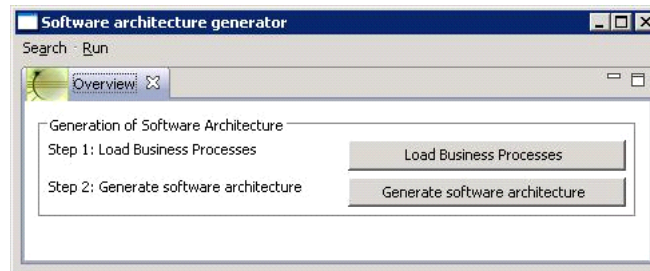 Software architecture generator
Search Run
Overview
Generation of Software Architecture
Step 1: Load Business Processes Load Business Processes
Step 2: Generate software architecture Generate software architecture